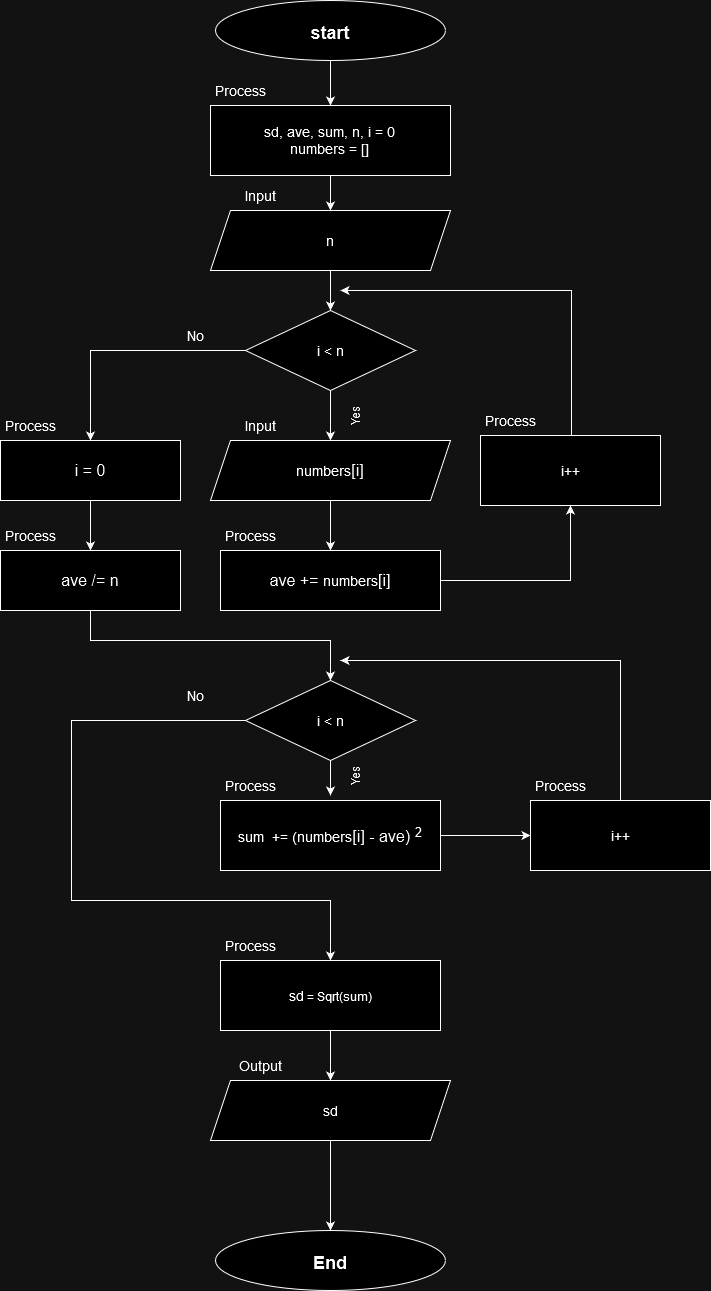 start
Process
sd, ave, sum, n, i = 0
numbers = []
Input
n
i < n
No
Yes
Process
i = 0
Input
numbers[i]
Process
i++
Process
ave /= n
Process
ave += numbers[i]
i < n
No
Yes
Process
sum  += (numbers[i] - ave) ²
Process
i++
Process
sd = Sqrt(sum)
Output
sd
End